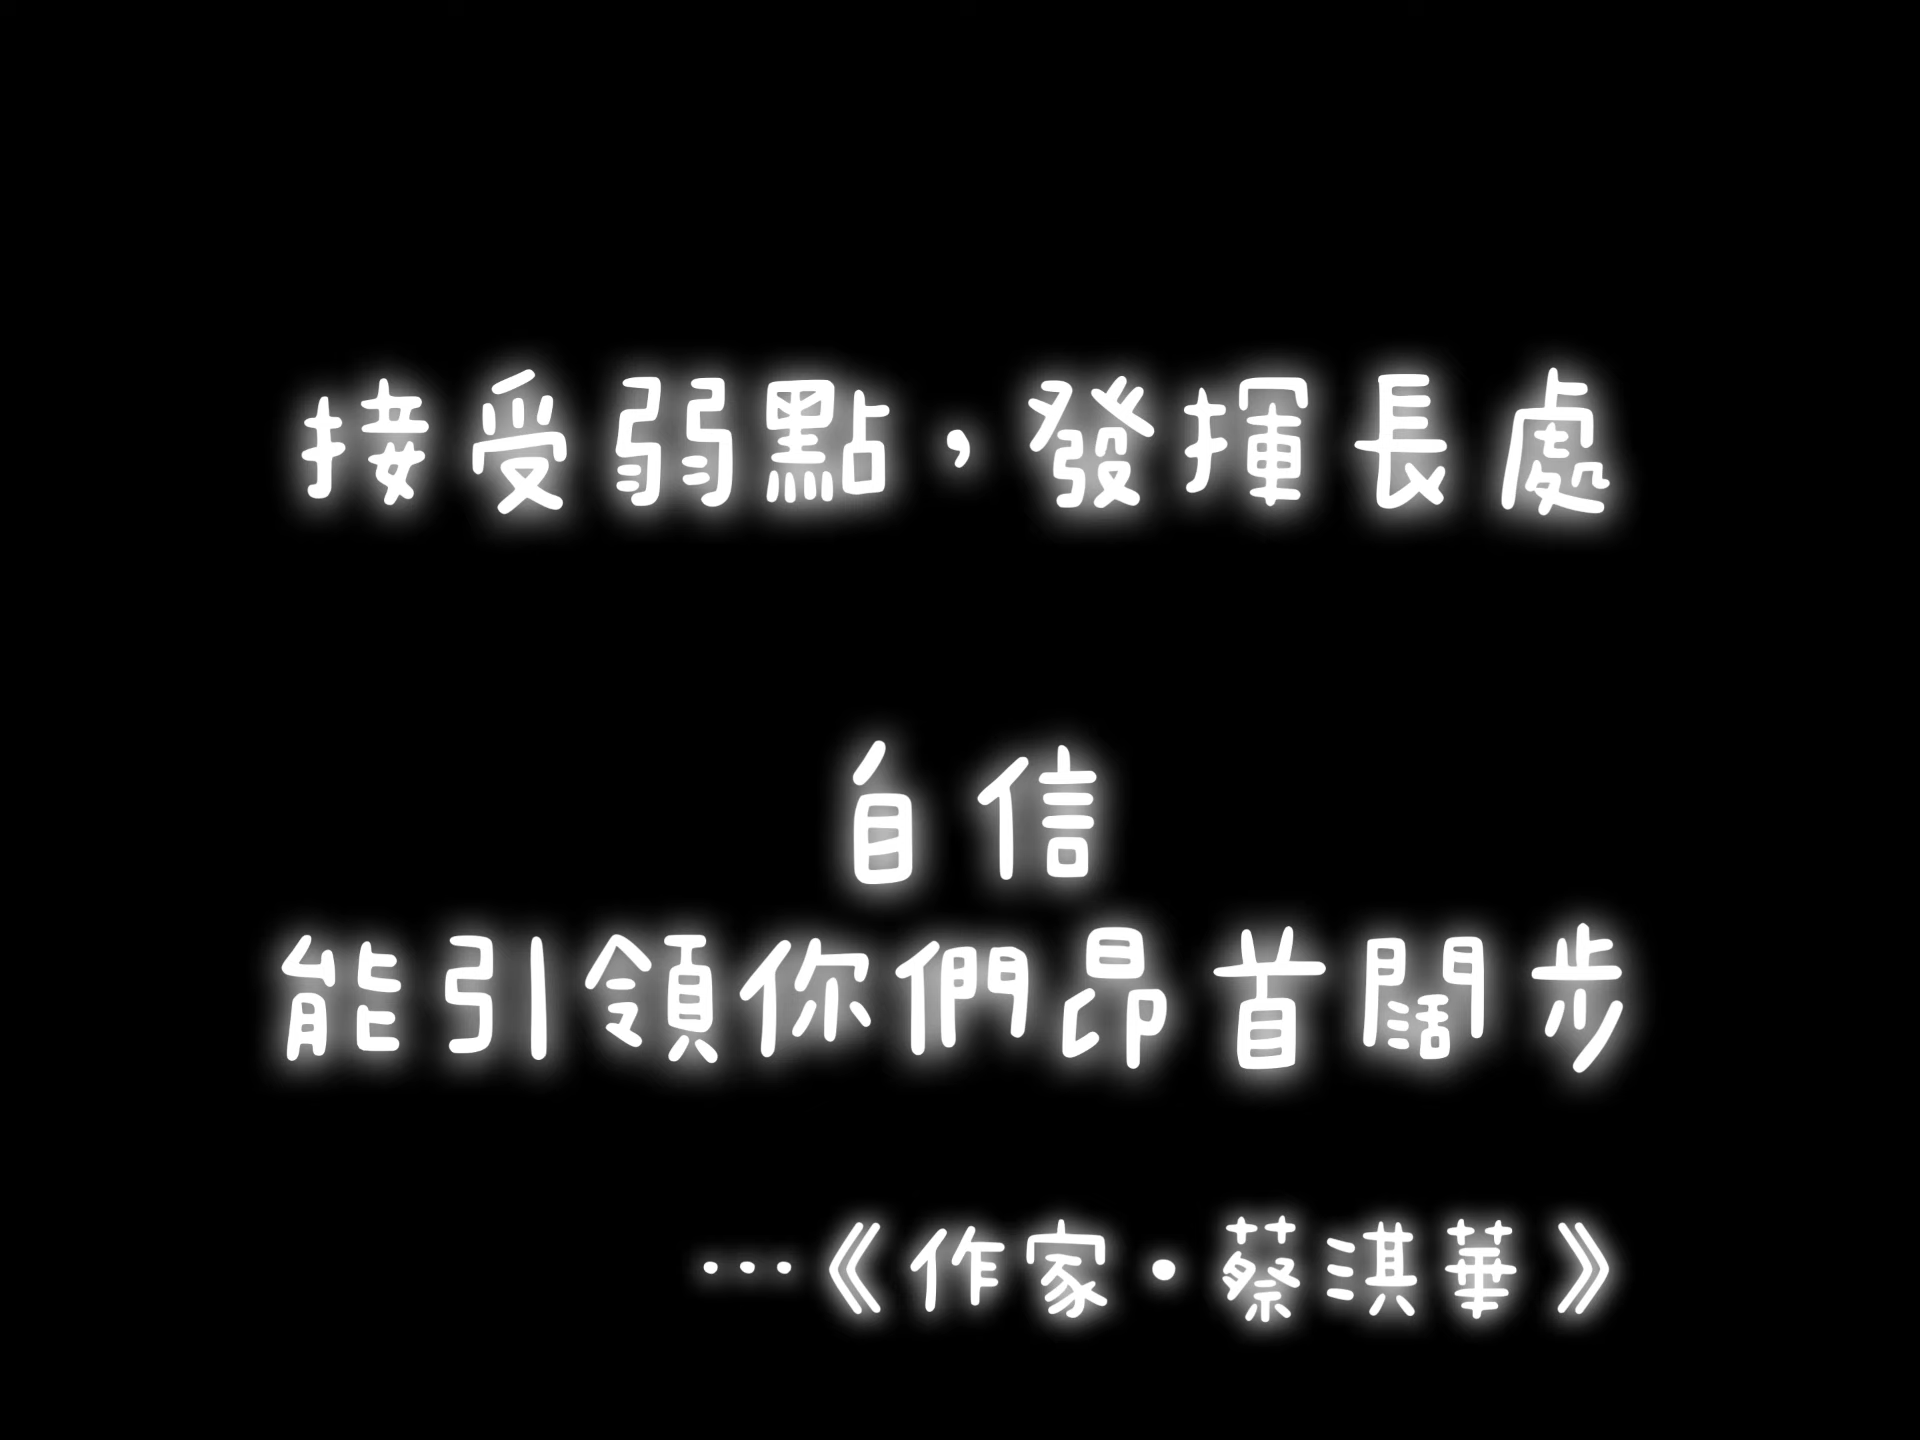 接受弱點，發揮長處
自信
能引領你們昂首闊步
…《作家·蔡淇華》